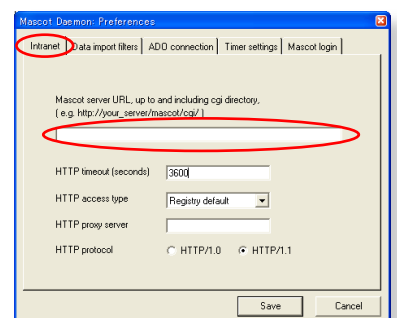 Mascot Daemon: Preferences
Intranet Data import filters ADO connection Timer settings Mascot login
Mascot server URL, up to and including cgi directory,
( e.g. http://your_server/mascot/cgi/ )
HTTP timeout (seconds) 3600
HTTP access type Registry default
HTTP proxy server
HTTP protocol HTTP/1.0 HTTP/1.1
Save Cancel